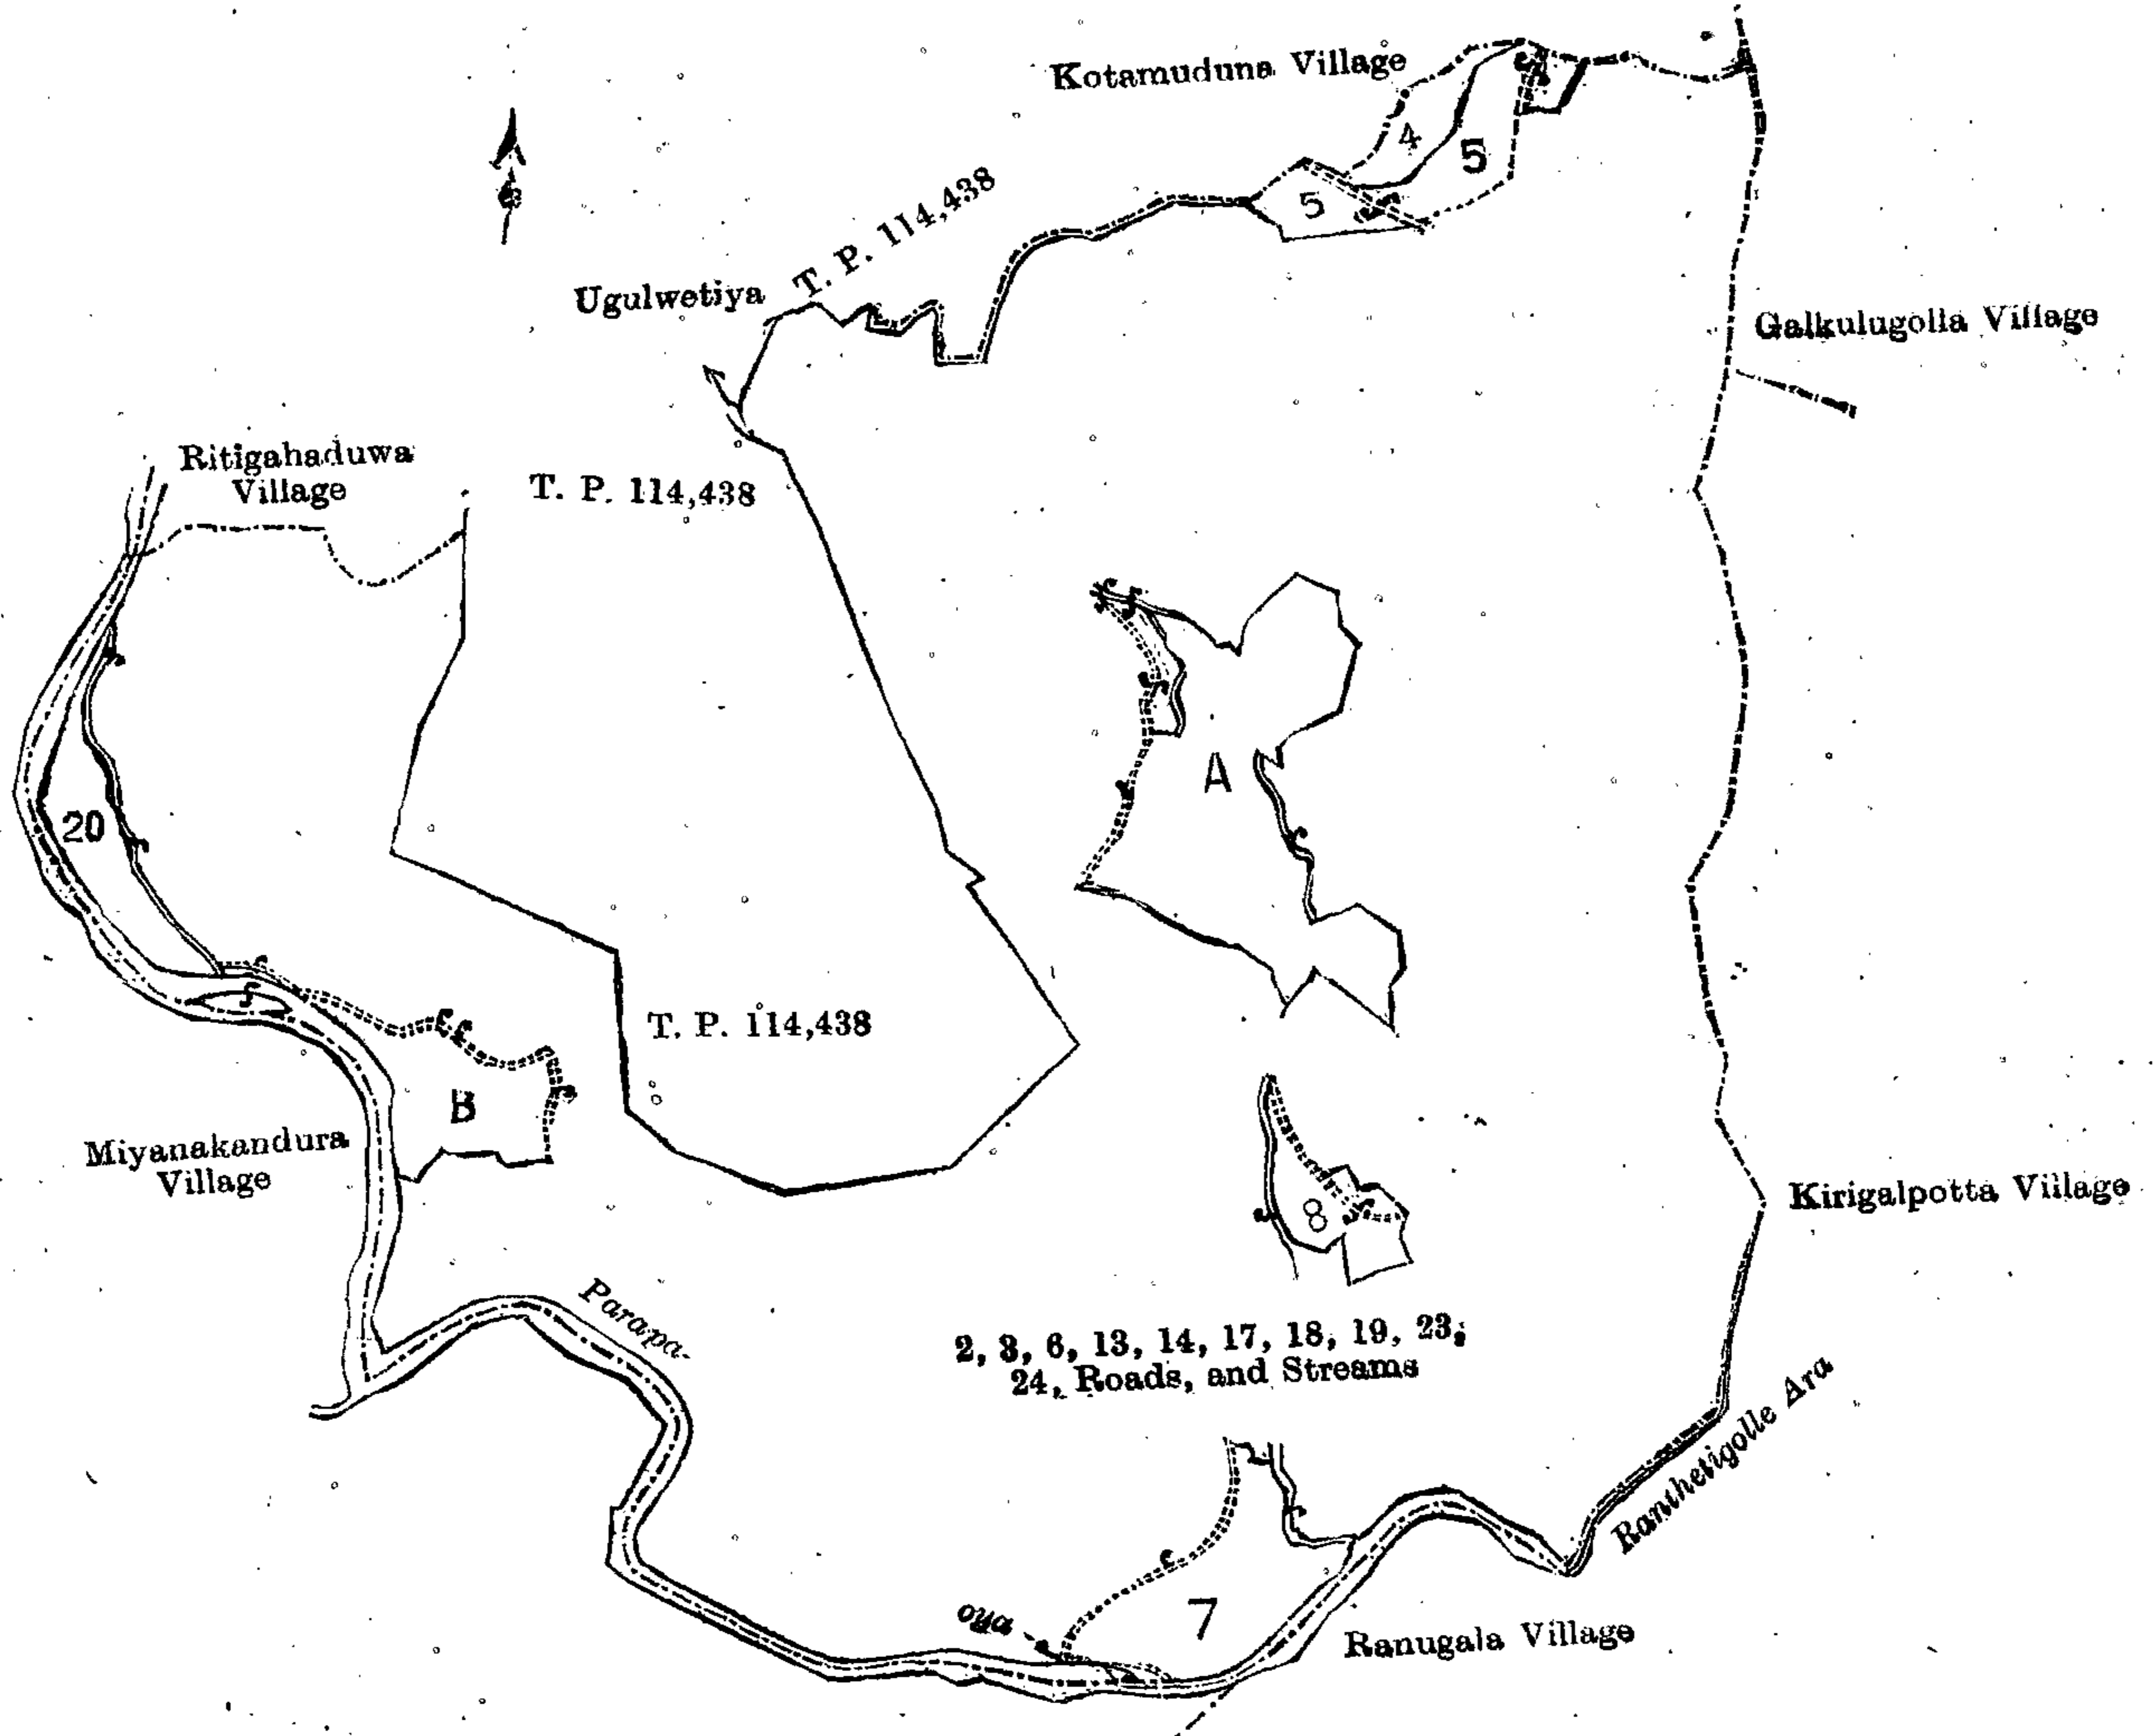 Kotamuduna Village
4
5
5
T. P. 114,438
Ugulwetiya
Galkulugolla Village
Ritigahaduwa
Village
T. P. 114,438
A
20
T. P. 114,438
B
Miyanakandura
Village
Kirigalpotta Village
8
Parapa-
2, 3, 6, 13, 14, 17, 18, 19, 23,
24, Roads, and Streams
Ranhetigolle Ara
oya
7
Ranugala Village